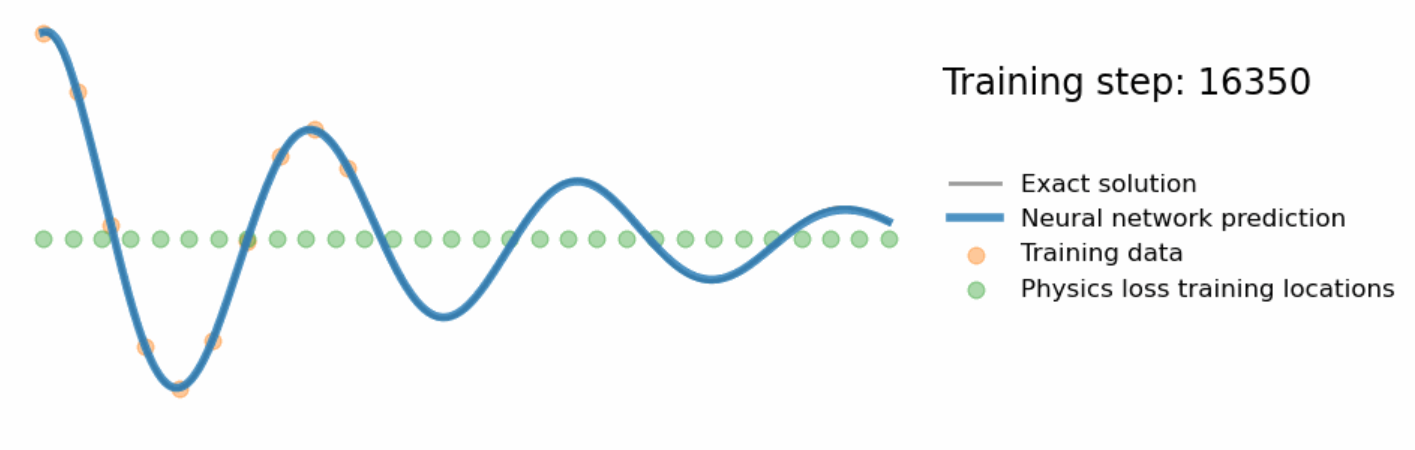 Training step: 16350
Exact solution
Neural network prediction
Training data
Physics loss training locations